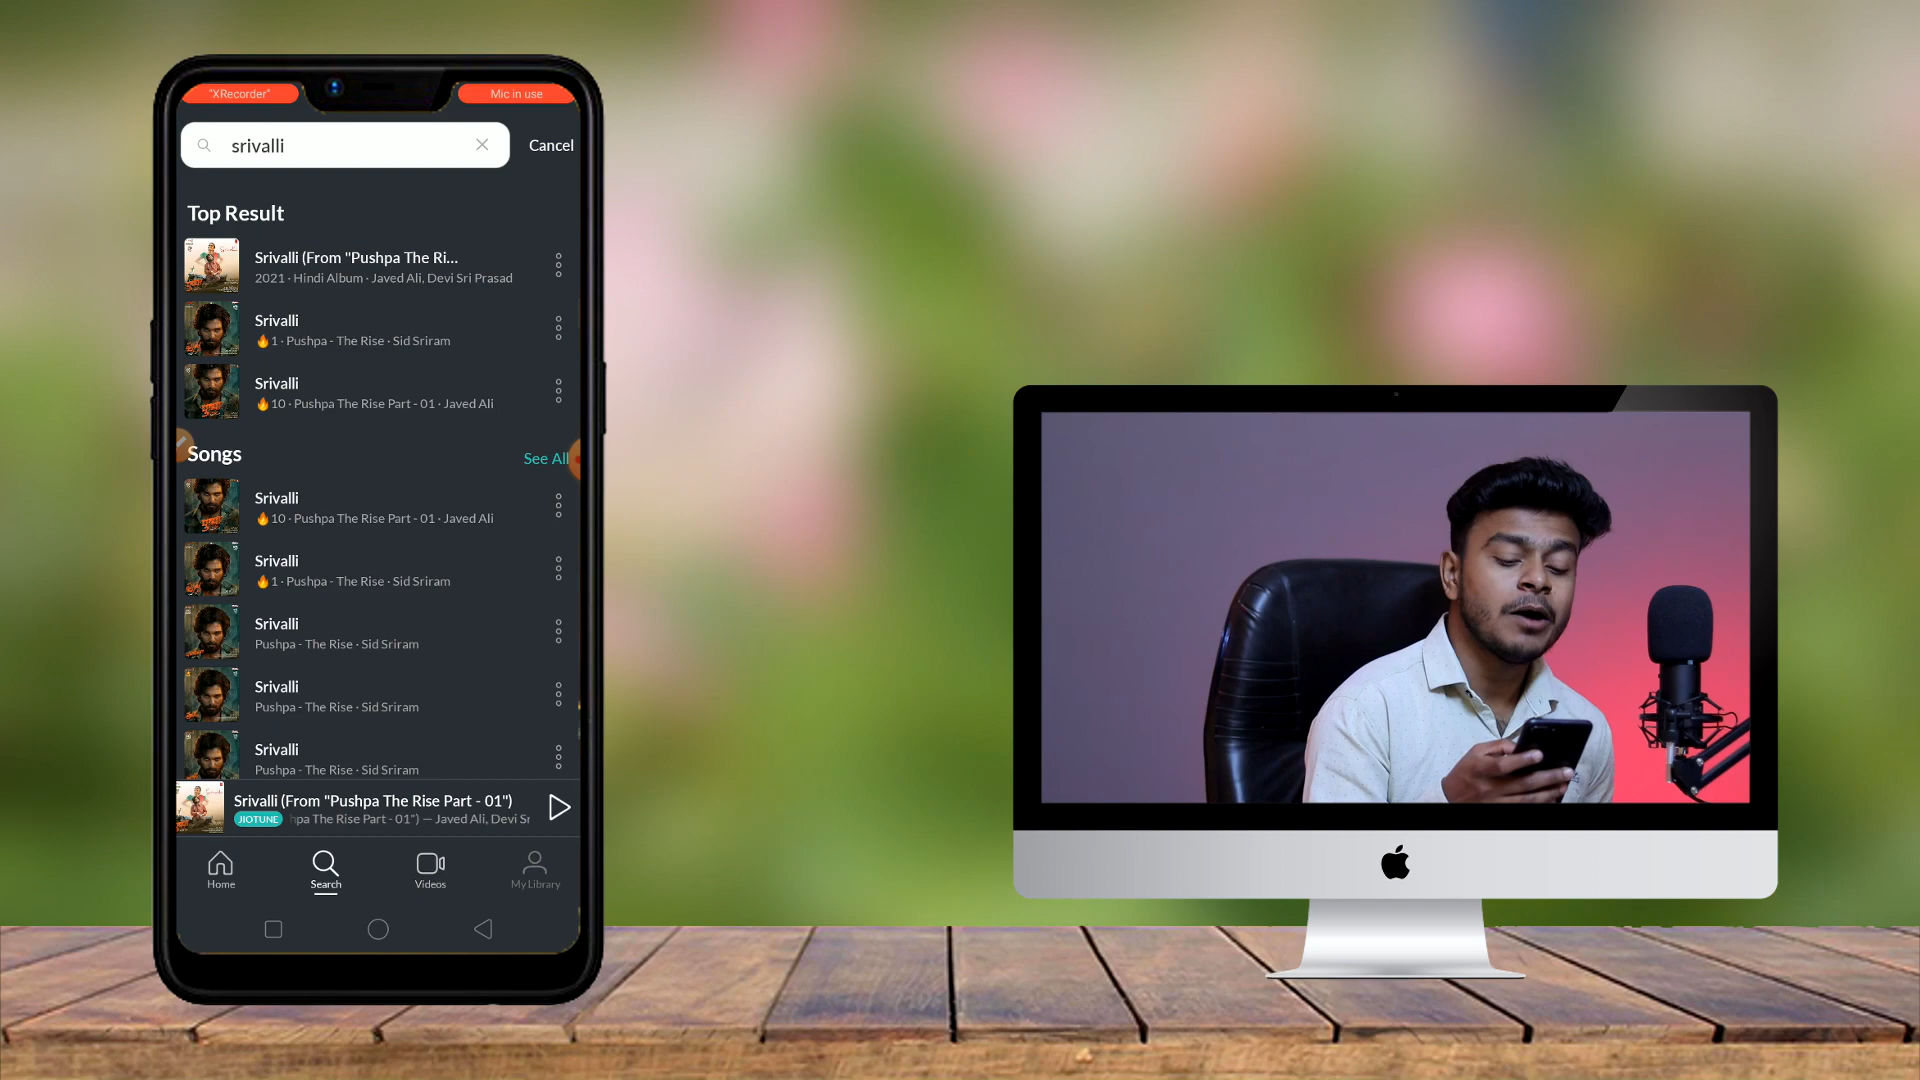 "XRecorder"
Mic in use
srivalli
Cancel
Top Result
Srivalli (From "Pushpa The Ri...
2021 · Hindi Album · Javed Ali, Devi Sri Prasad
Srivalli
🔥1 · Pushpa - The Rise · Sid Sriram
Srivalli
🔥10 · Pushpa The Rise Part - 01 · Javed Ali
Songs
See All
Srivalli
🔥10 · Pushpa The Rise Part - 01 · Javed Ali
Srivalli
🔥1 · Pushpa - The Rise · Sid Sriram
Srivalli
Pushpa - The Rise · Sid Sriram
Srivalli
Pushpa - The Rise · Sid Sriram
Srivalli
Pushpa - The Rise · Sid Sriram
Srivalli (From "Pushpa The Rise Part - 01")
JIOTUNE hpa The Rise Part - 01") — Javed Ali, Devi Sr
Home
Search
Videos
My Library